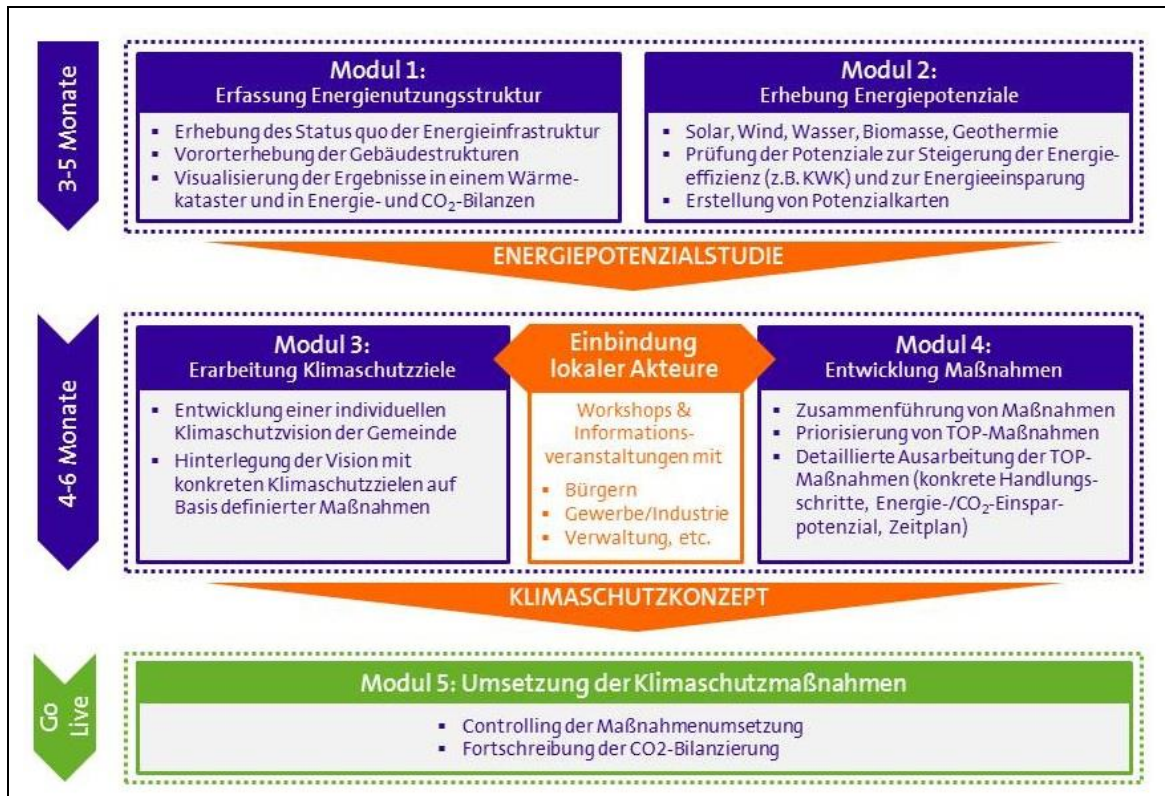 3-5 Monate
Modul 1:
Erfassung Energienutzungsstruktur
▪ Erhebung des Status quo der Energieinfrastruktur
▪ Vororterhebung der Gebäudestrukturen
▪ Visualisierung der Ergebnisse in einem Wärme-
kataster und in Energie- und CO₂-Bilanzen
Modul 2:
Erhebung Energiepotenziale
▪ Solar, Wind, Wasser, Biomasse, Geothermie
▪ Prüfung der Potenziale zur Steigerung der Energie-
effizienz (z.B. KWK) und zur Energieeinsparung
▪ Erstellung von Potenzialkarten
ENERGIEPOTENZIALSTUDIE
4-6 Monate
Modul 3:
Erarbeitung Klimaschutzziele
▪ Entwicklung einer individuellen
Klimaschutzvision der Gemeinde
▪ Hinterlegung der Vision mit
konkreten Klimaschutzzielen auf
Basis definierter Maßnahmen
Einbindung
lokaler Akteure
Workshops &
Informations-
veranstaltungen mit
▪ Bürgern
▪ Gewerbe/Industrie
▪ Verwaltung, etc.
Modul 4:
Entwicklung Maßnahmen
▪ Zusammenführung von Maßnahmen
▪ Priorisierung von TOP-Maßnahmen
▪ Detaillierte Ausarbeitung der TOP-
Maßnahmen (konkrete Handlungs-
schritte, Energie-/CO₂-Einspar-
potenzial, Zeitplan)
KLIMASCHUTZKONZEPT
Go
Live
Modul 5: Umsetzung der Klimaschutzmaßnahmen
▪ Controlling der Maßnahmenumsetzung
▪ Fortschreibung der CO2-Bilanzierung